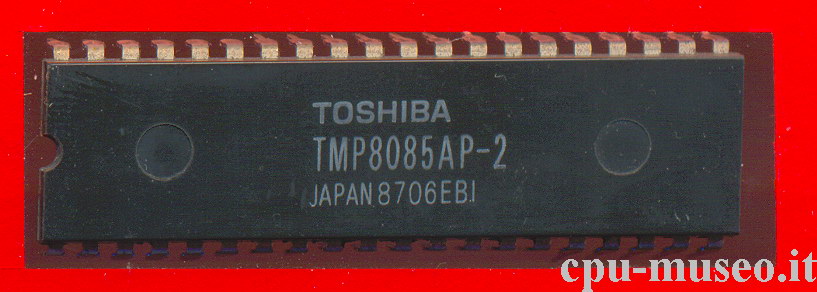 TOSHIBA
TMP8085AP-2
JAPAN 8706EBI
cpu-museo.it